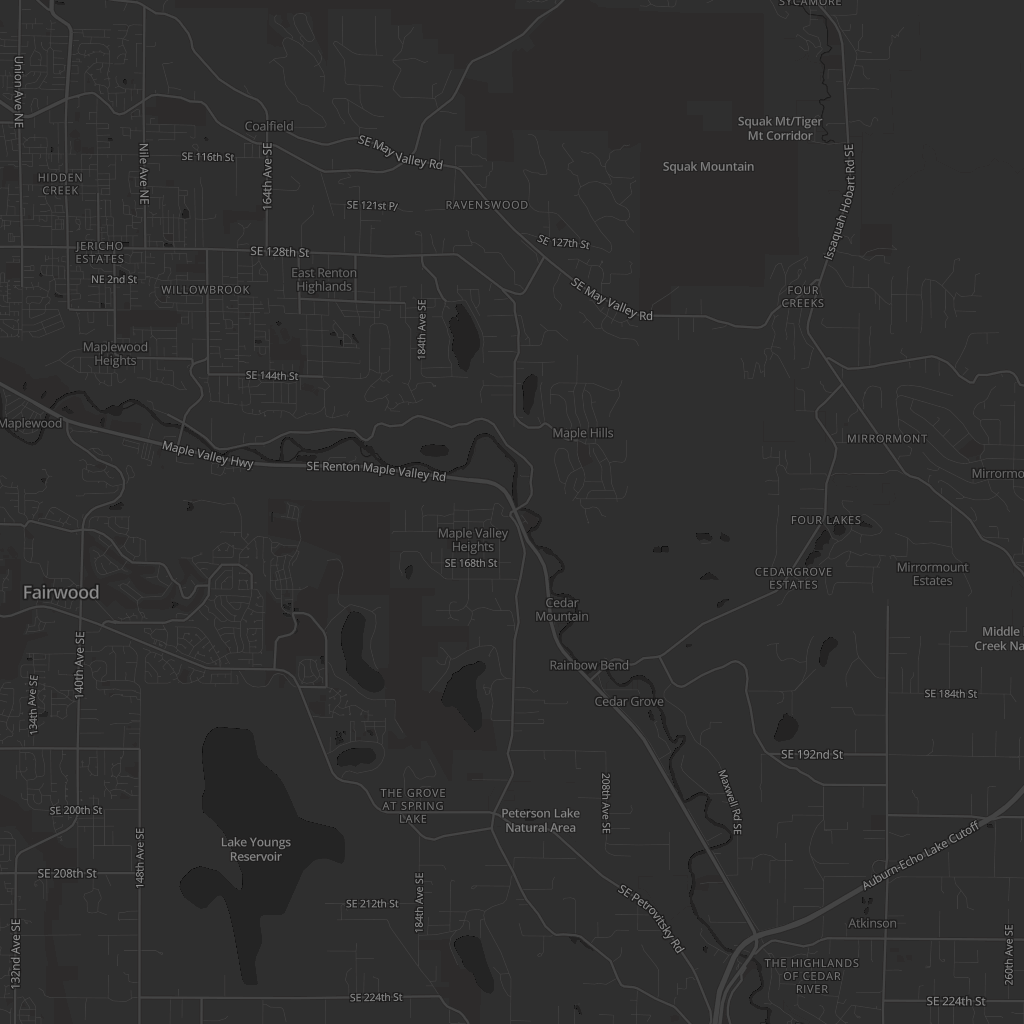 SYCAMORE
Union Ave NE
Coalfield
SE May Valley Rd
Squak Mt/Tiger
Mt Corridor
Nile Ave NE
SE 116th St
164th Ave SE
Squak Mountain
HIDDEN
CREEK
Issaquah Hobart Rd SE
SE 121st Pl
RAVENSWOOD
SE 127th St
JERICHO
ESTATES
SE 128th St
NE 2nd St
WILLOWBROOK
East Renton
Highlands
SE May Valley Rd
FOUR
CREEKS
184th Ave SE
Maplewood
Heights
SE 144th St
Maplewood
Maple Valley Hwy
SE Renton Maple Valley Rd
Maple Hills
MIRRORMONT
Mirrormo
Maple Valley
Heights
SE 168th St
FOUR LAKES
CEDARGROVE
ESTATES
Mirrormount
Estates
Fairwood
Cedar
Mountain
140th Ave SE
Middle
Creek Na
Rainbow Bend
134th Ave SE
Cedar Grove
SE 184th St
SE 192nd St
THE GROVE
AT SPRING
LAKE
208th Ave SE
Maxwell Rd SE
SE 200th St
Peterson Lake
Natural Area
148th Ave SE
Lake Youngs
Reservoir
Auburn-Echo Lake Cutoff
SE 208th St
184th Ave SE
SE 212th St
SE Petrovitsky Rd
Atkinson
132nd Ave SE
260th Ave SE
THE HIGHLANDS
OF CEDAR
RIVER
SE 224th St
SE 224th St